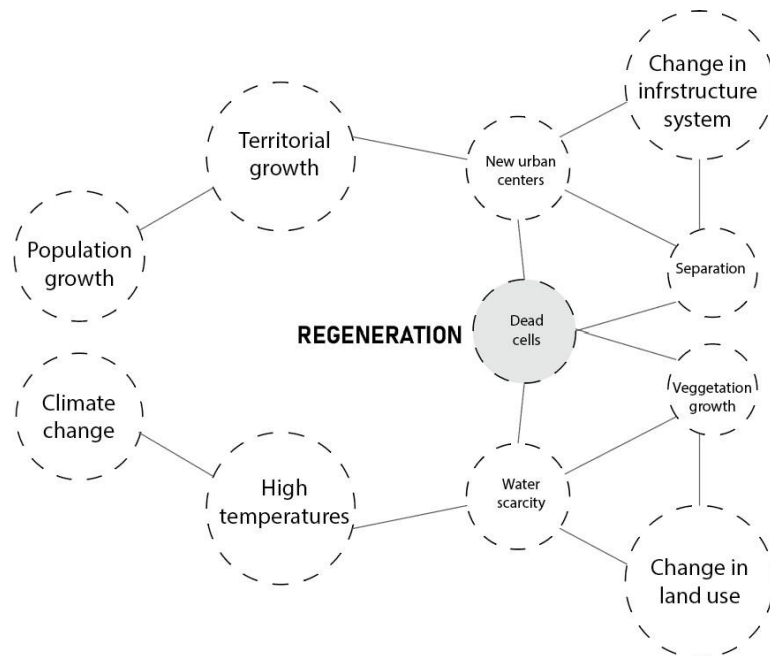 Change in
infrstructure
system
Territorial
growth
New urban
centers
Population
growth
Separation
REGENERATION
Dead
cells
Climate
change
Veggetation
growth
High
temperatures
Water
scarcity
Change in
land use